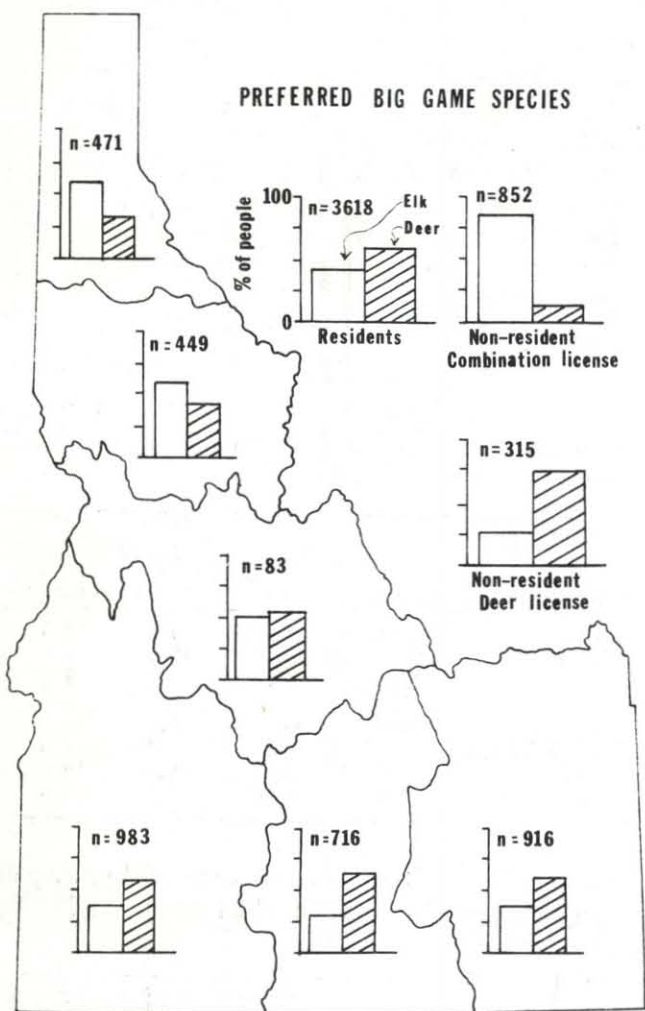 PREFERRED BIG GAME SPECIES
n=471
100
% of people
0
n=3618
Elk
Deer
Residents
n=852
Non-resident
Combination license
n=449
n=315
Non-resident
Deer license
n=83
n=983
n=716
n=916